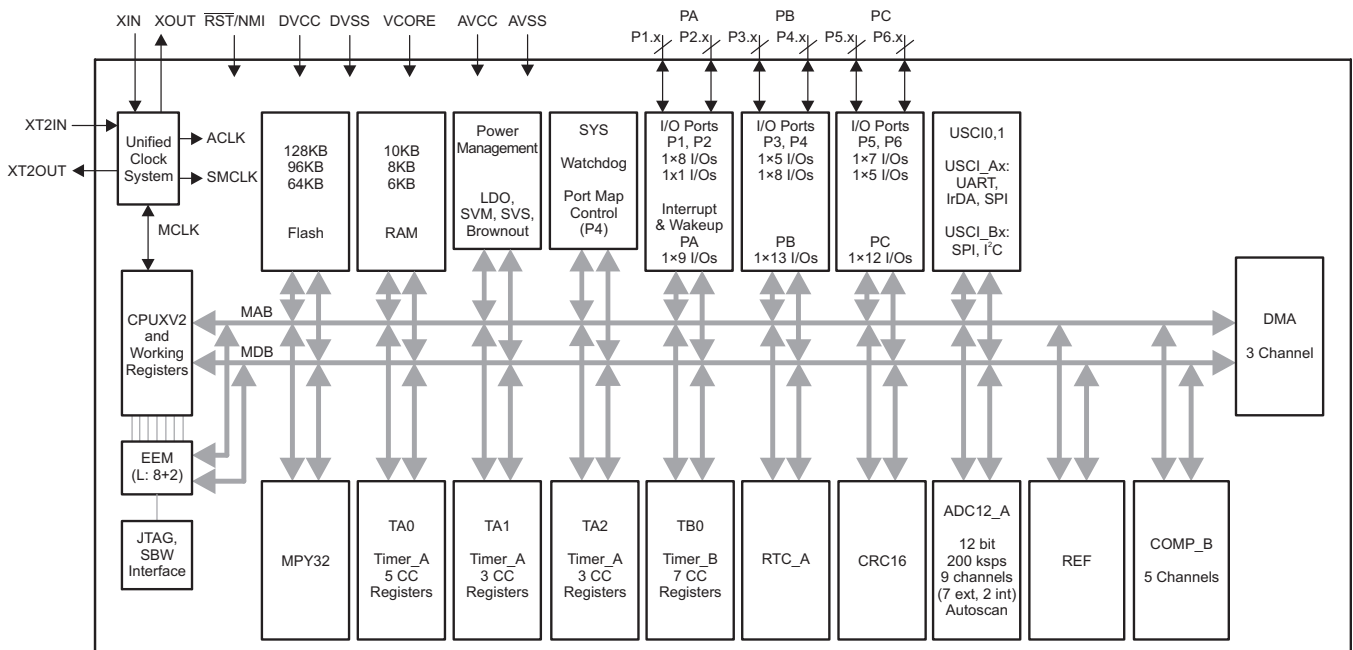 XIN XOUT RST/NMI DVCC DVSS VCORE AVCC AVSS PA PB PC
P1.x P2.x P3.x P4.x P5.x P6.x
XT2IN
XT2OUT
Unified
Clock
System
ACLK
SMCLK
MCLK
128KB
96KB
64KB
Flash
10KB
8KB
6KB
RAM
Power
Management
LDO,
SVM, SVS,
Brownout
SYS
Watchdog
Port Map
Control
(P4)
I/O Ports
P1, P2
1×8 I/Os
1x1 I/Os
Interrupt
& Wakeup
PA
1×9 I/Os
I/O Ports
P3, P4
1×5 I/Os
1×8 I/Os
PB
1×13 I/Os
I/O Ports
P5, P6
1×7 I/Os
1×5 I/Os
PC
1×12 I/Os
USCI0,1
USCI_Ax:
UART,
IrDA, SPI
USCI_Bx:
SPI, I²C
CPUXV2
and
Working
Registers
MAB
MDB
DMA
3 Channel
EEM
(L: 8+2)
JTAG,
SBW
Interface
MPY32
TA0
Timer_A
5 CC
Registers
TA1
Timer_A
3 CC
Registers
TA2
Timer_A
3 CC
Registers
TB0
Timer_B
7 CC
Registers
RTC_A
CRC16
ADC12_A
12 bit
200 ksps
9 channels
(7 ext, 2 int)
Autoscan
REF
COMP_B
5 Channels